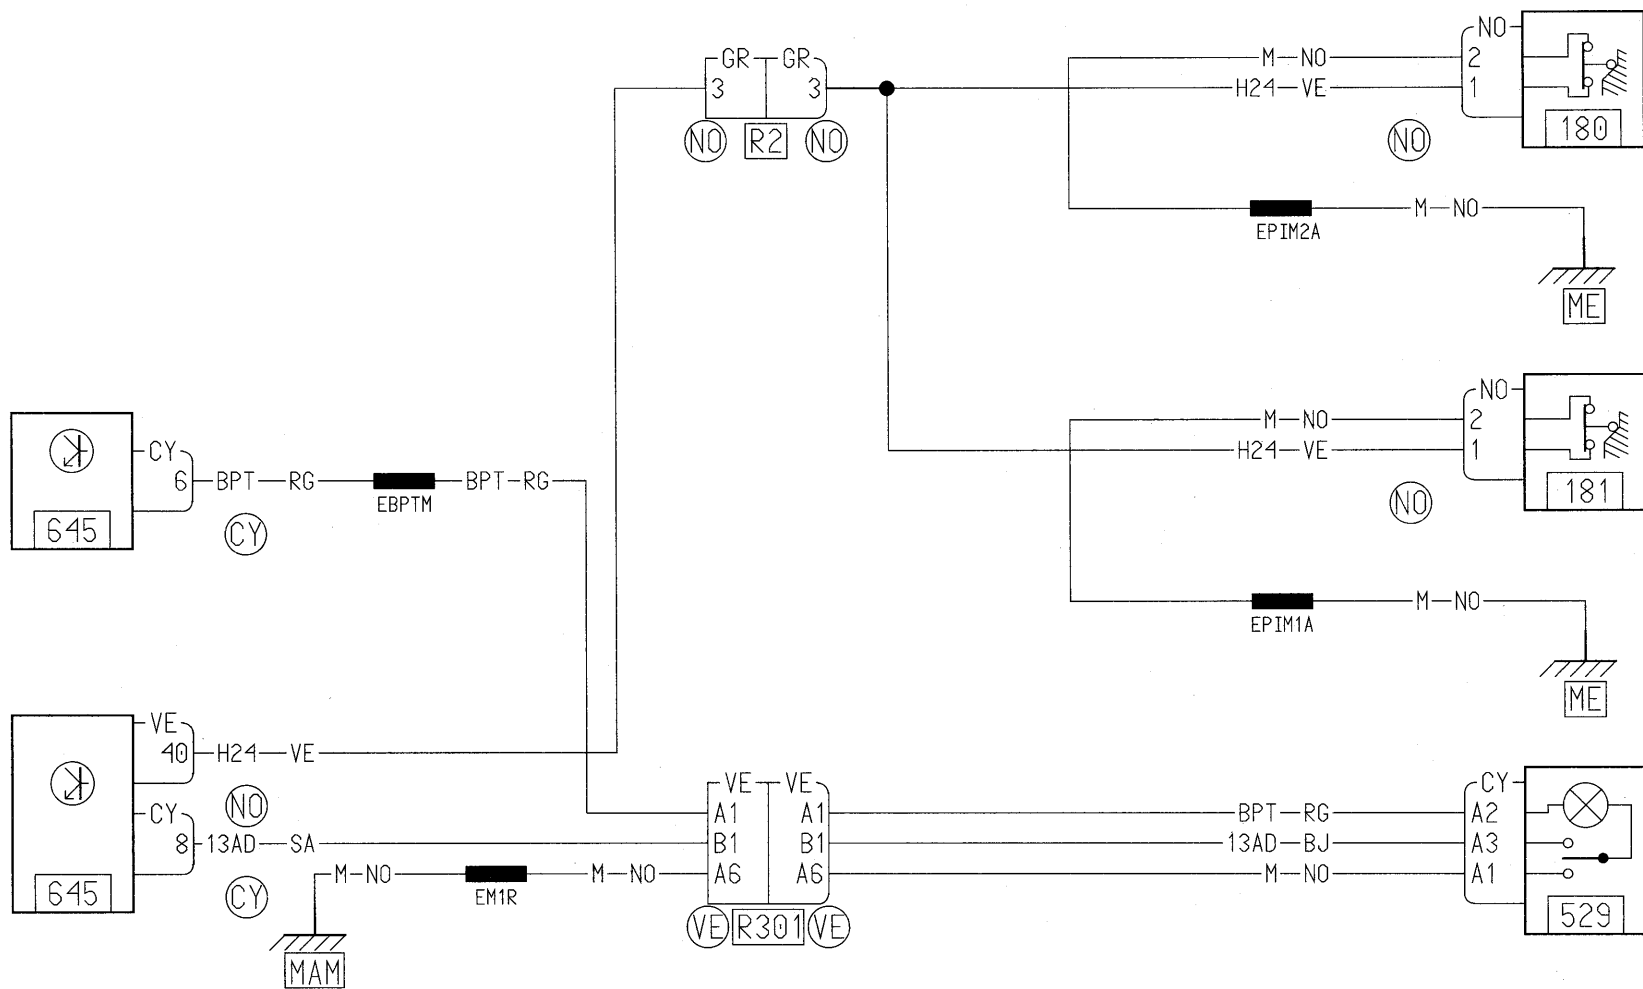 GR GR
3 3
NO R2 NO
M NO
H24 VE
NO
2
1
180
NO
EPIM2A
M NO
ME
CY
6
BPT RG
EBPTM
BPT RG
645
CY
M NO
H24 VE
NO
2
1
181
NO
EPIM1A
M NO
ME
VE
40
H24 VE
NO
CY
8
13AD SA
645
CY
M NO
EM1R
M NO
MAM
VE VE
A1 A1
B1 B1
A6 A6
VE R301 VE
BPT RG
13AD BJ
M NO
CY
A2
A3
A1
529